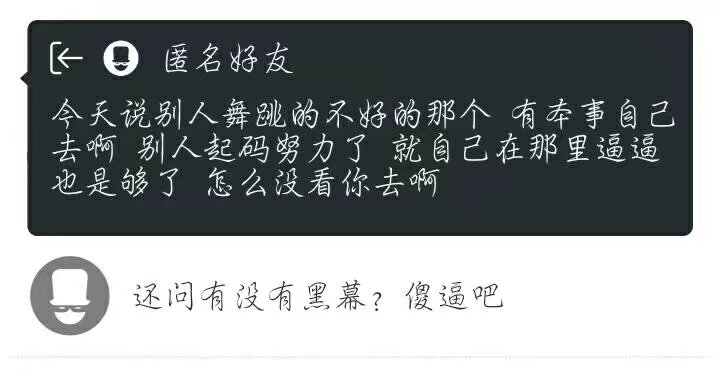 匿名好友
今天说别人舞跳的不好的那个 有本事自己
去啊 别人起码努力了 就自己在那里逼逼
也是够了 怎么没看你去啊
还问有没有黑幕？傻逼吧